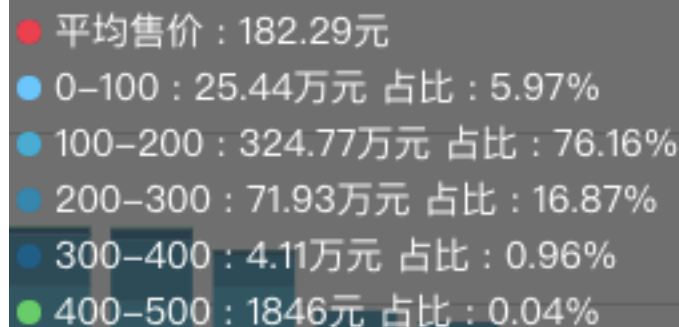 平均售价：182.29元
0-100：25.44万元 占比：5.97%
100-200：324.77万元 占比：76.16%
200-300：71.93万元 占比：16.87%
300-400：4.11万元 占比：0.96%
400-500：1846元 占比：0.04%